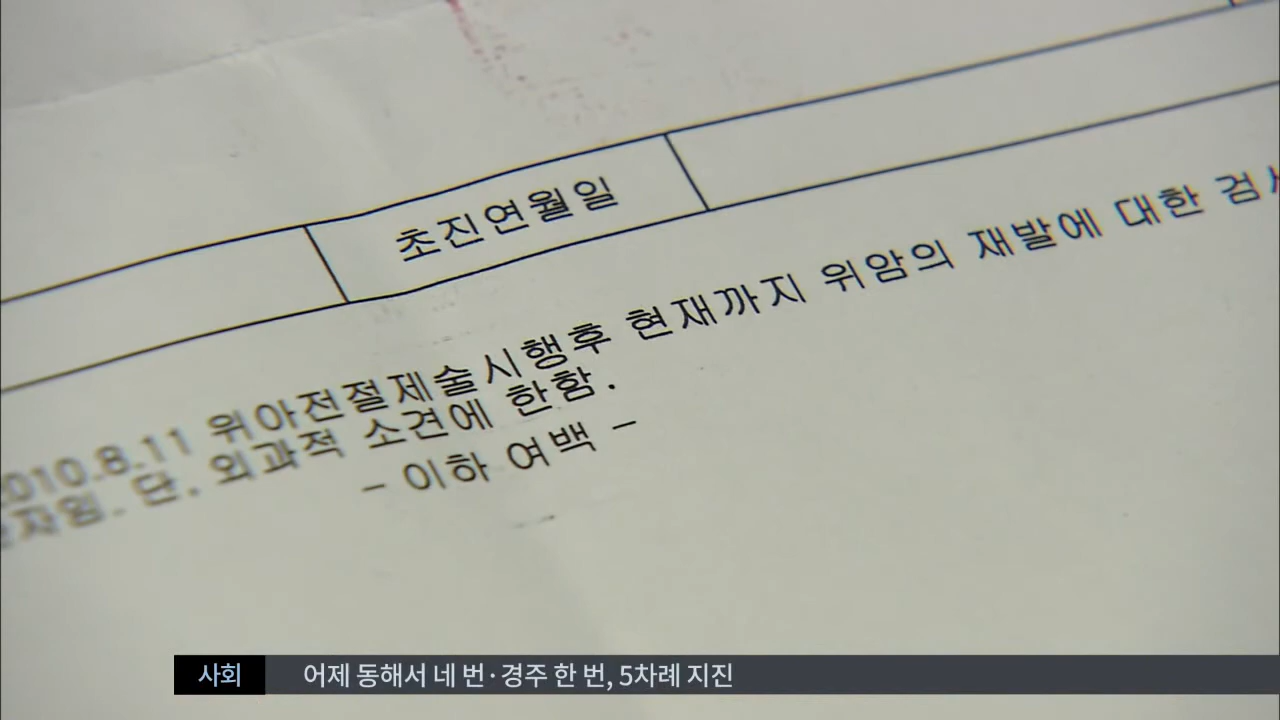 초진연월일
2010.8.11 위아전절제술시행후 현재까지 위암의 재발에 대한
환자임. 단, 외과적 소견에 한함.
- 이하 여백 -
사회 어제 동해서 네 번·경주 한 번, 5차례 지진